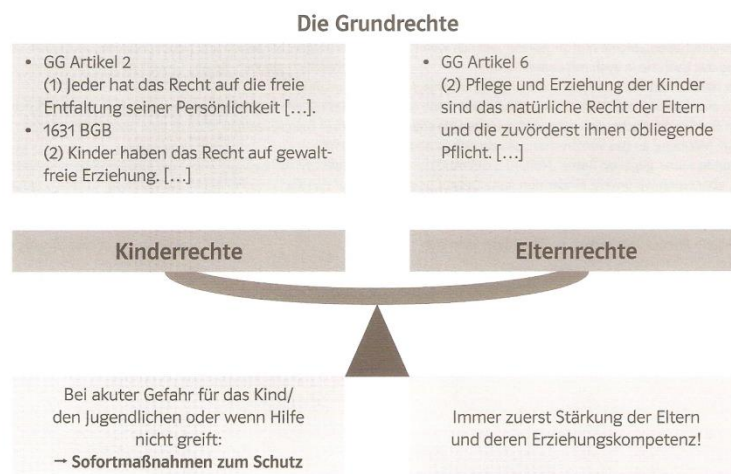 Die Grundrechte
• GG Artikel 2
(1) Jeder hat das Recht auf die freie
Entfaltung seiner Persönlichkeit [...].
• 1631 BGB
(2) Kinder haben das Recht auf gewalt-
freie Erziehung. [...]
• GG Artikel 6
(2) Pflege und Erziehung der Kinder
sind das natürliche Recht der Eltern
und die zuvörderst ihnen obliegende
Pflicht. [...]
Kinderrechte
Elternrechte
Bei akuter Gefahr für das Kind/
den Jugendlichen oder wenn Hilfe
nicht greift:
→ Sofortmaßnahmen zum Schutz
Immer zuerst Stärkung der Eltern
und deren Erziehungskompetenz!